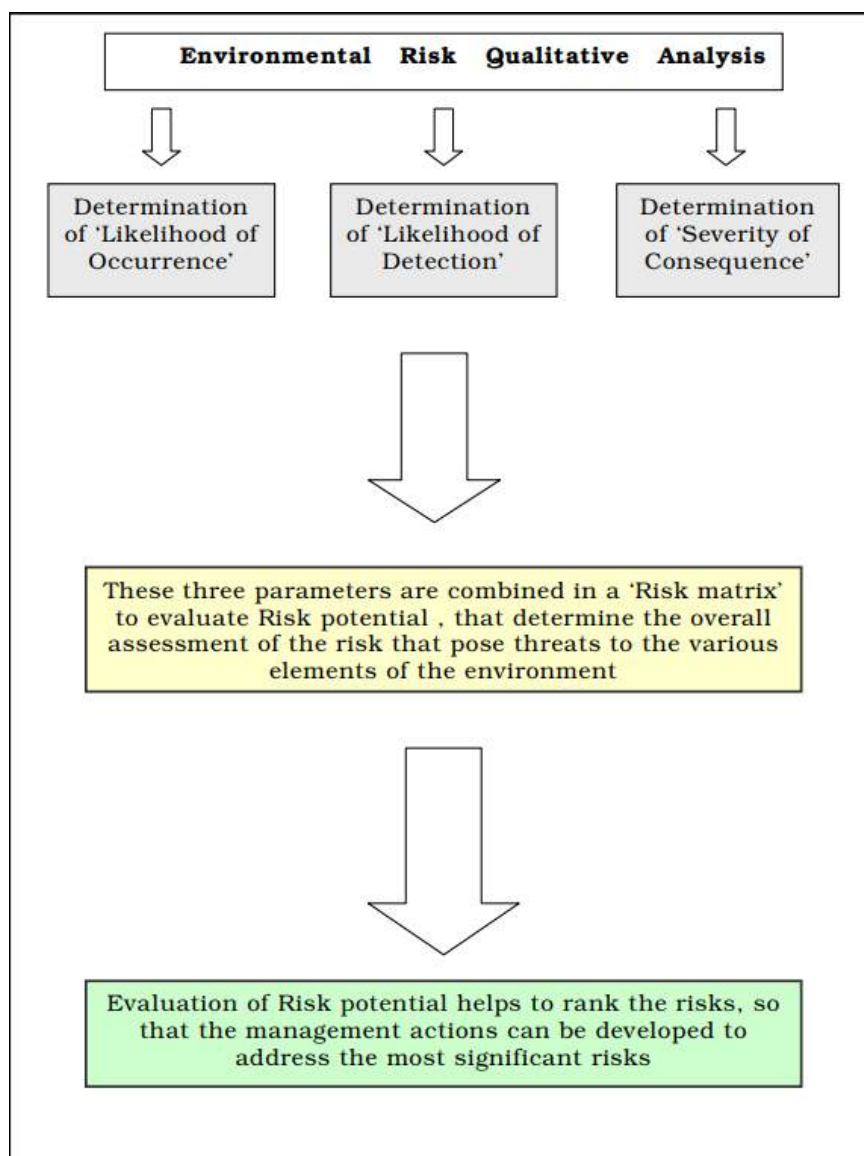 Environmental Risk Qualitative Analysis
Determination
of ‘Likelihood of
Occurrence’
Determination
of ‘Likelihood of
Detection’
Determination
of ‘Severity of
Consequence’
These three parameters are combined in a ‘Risk matrix’
to evaluate Risk potential , that determine the overall
assessment of the risk that pose threats to the various
elements of the environment
Evaluation of Risk potential helps to rank the risks, so
that the management actions can be developed to
address the most significant risks